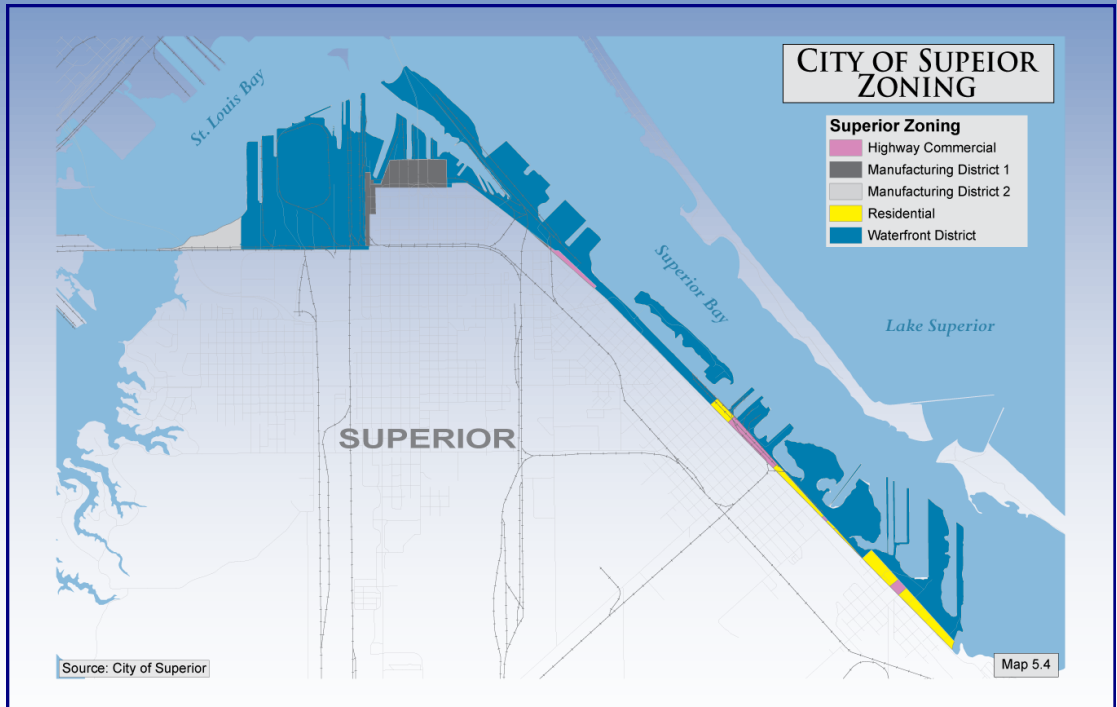 CITY OF SUPEIOR
ZONING
Superior Zoning
Highway Commercial
Manufacturing District 1
Manufacturing District 2
Residential
Waterfront District
St. Louis Bay
Superior Bay
Lake Superior
SUPERIOR
Source: City of Superior
Map 5.4